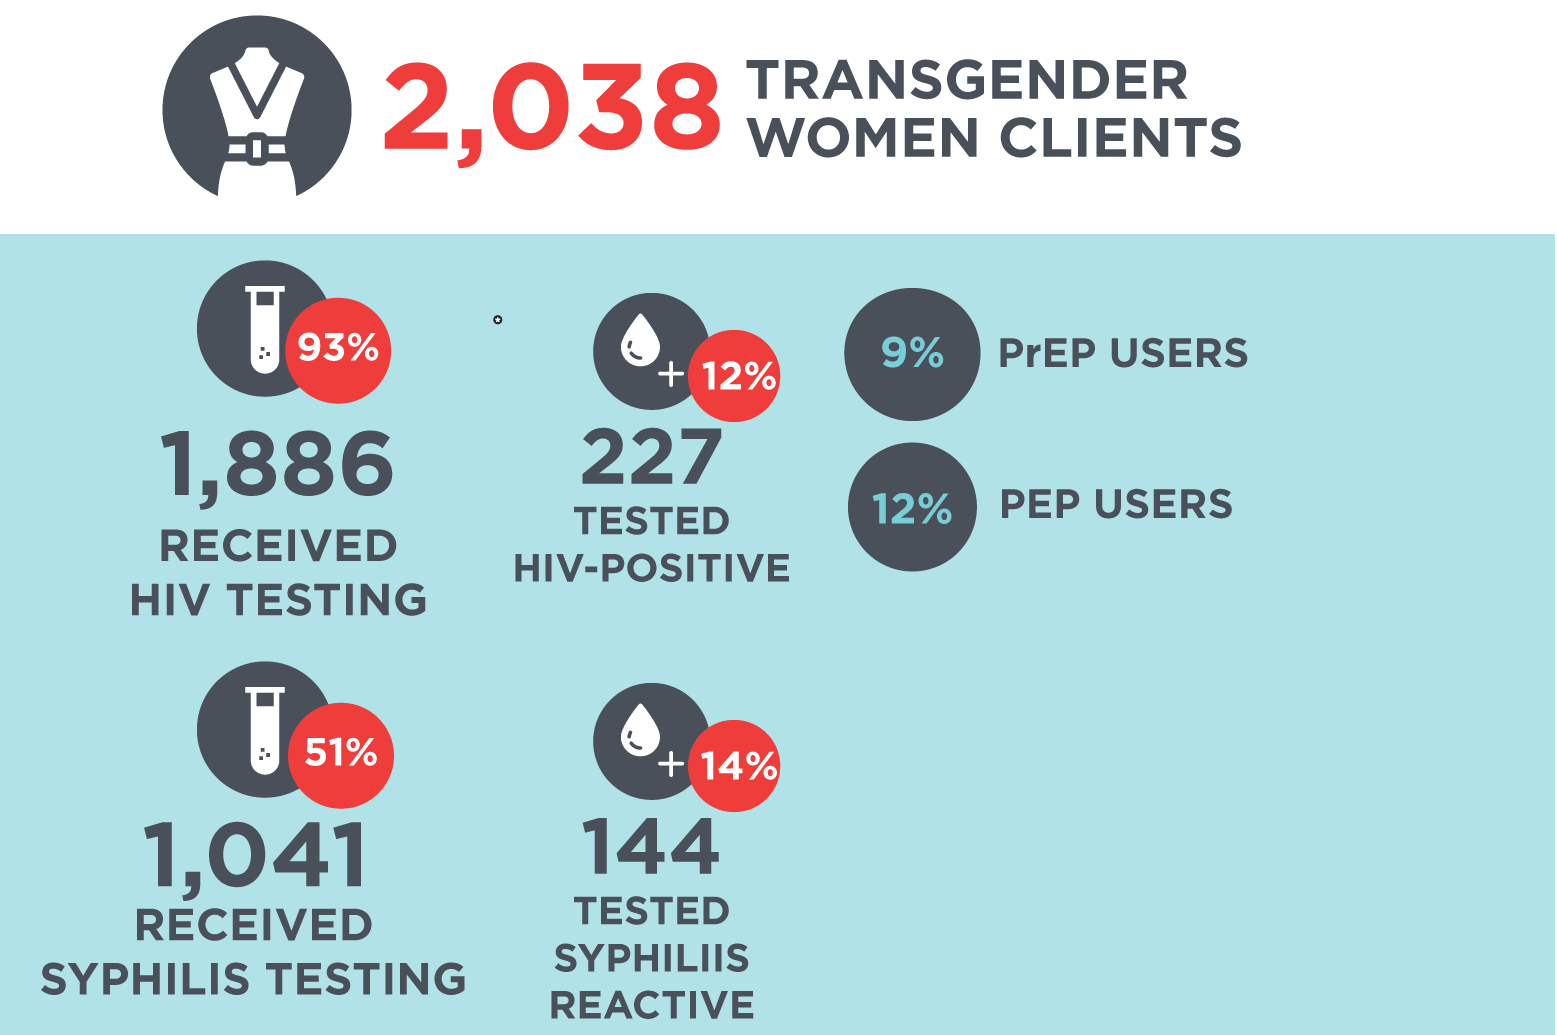 2,038
TRANSGENDER
WOMEN CLIENTS
93%
1,886
RECEIVED
HIV TESTING
12%
227
TESTED
HIV-POSITIVE
9%
PrEP USERS
12%
PEP USERS
51%
1,041
RECEIVED
SYPHILIS TESTING
14%
144
TESTED
SYPHILIIS
REACTIVE